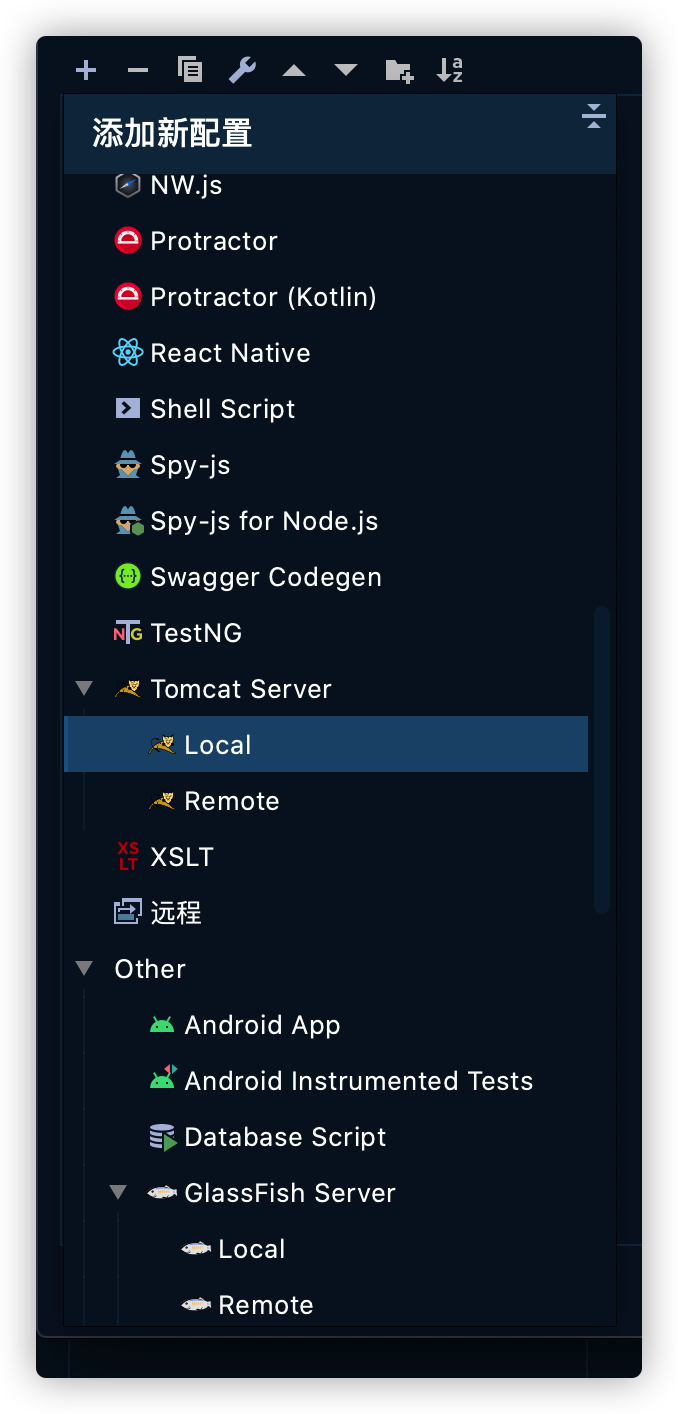 添加新配置
NW.js
Protractor
Protractor (Kotlin)
React Native
Shell Script
Spy-js
Spy-js for Node.js
Swagger Codegen
TestNG
Tomcat Server
Local
Remote
XSLT
远程
Other
Android App
Android Instrumented Tests
Database Script
GlassFish Server
Local
Remote